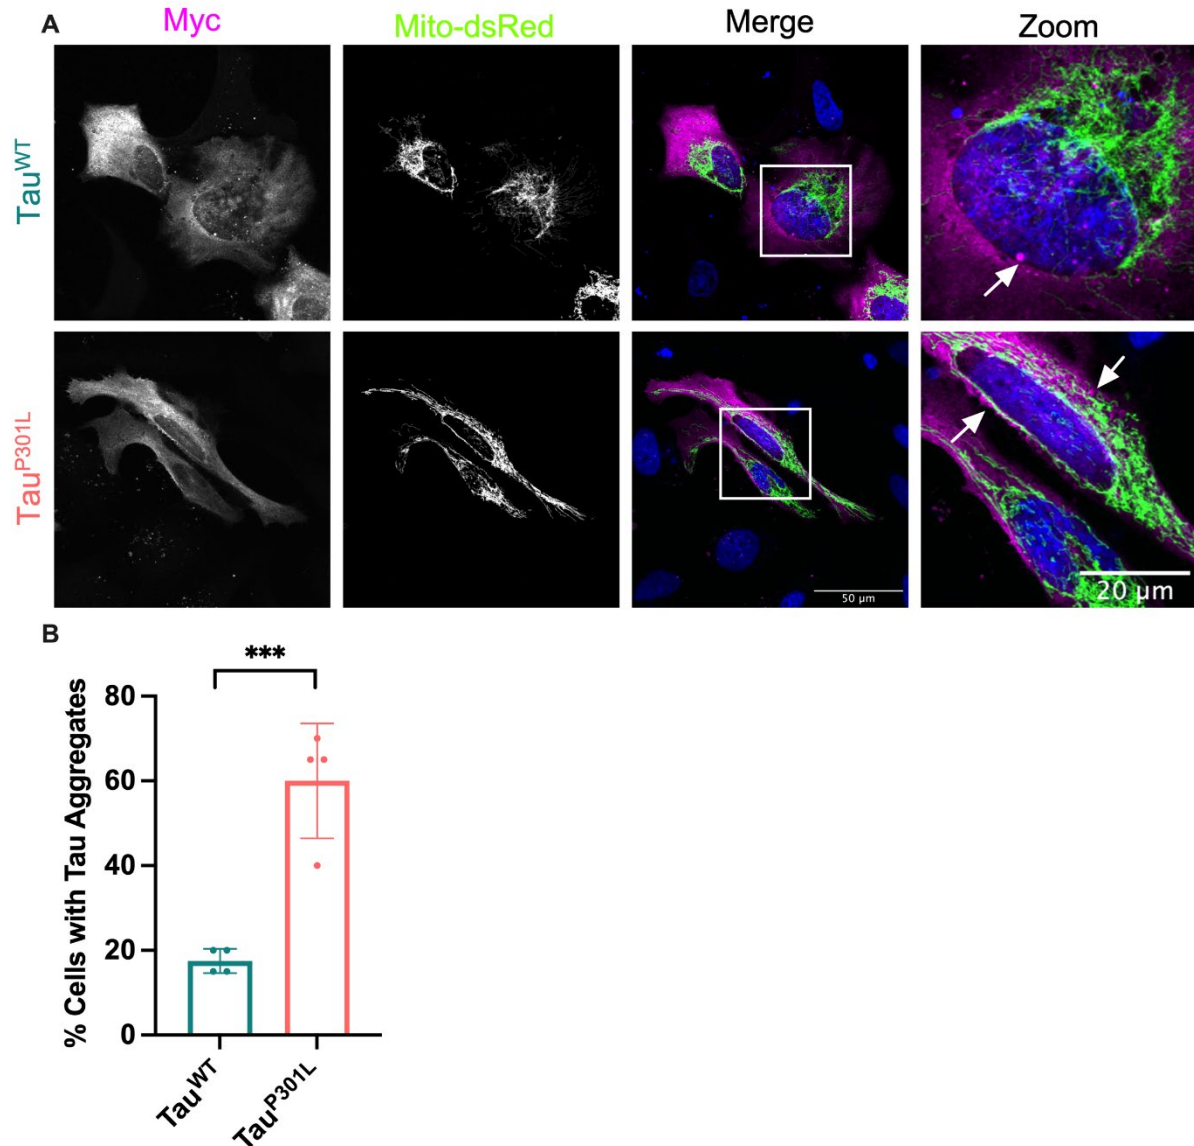 A
Myc
Mito-dsRed
Merge
Zoom
Tau^WT
Tau^P301L
50 µm
20 µm
B
***
% Cells with Tau Aggregates
80
60
40
20
0
Tau^WT
Tau^P301L